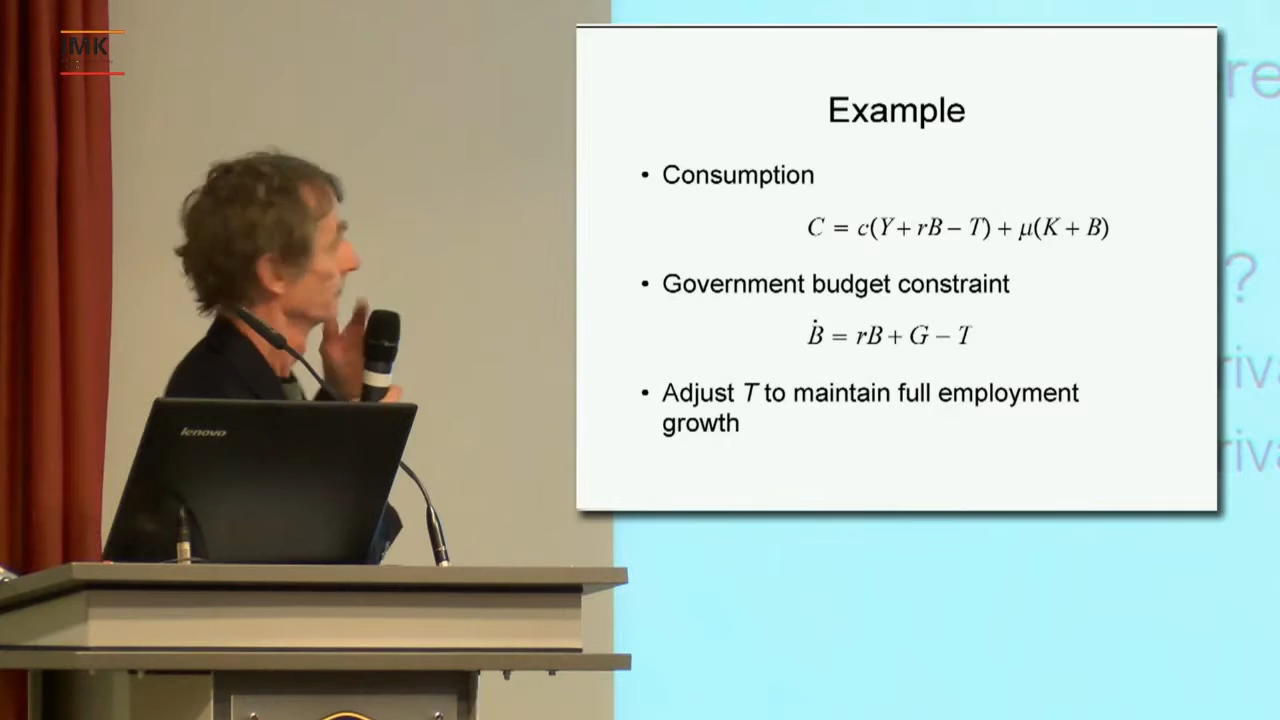 IMK
Example
• Consumption
C = c(Y + rB − T) + μ(K + B)
• Government budget constraint
Ḃ = rB + G − T
• Adjust T to maintain full employment
growth
lenovo
re
?
riva
riva